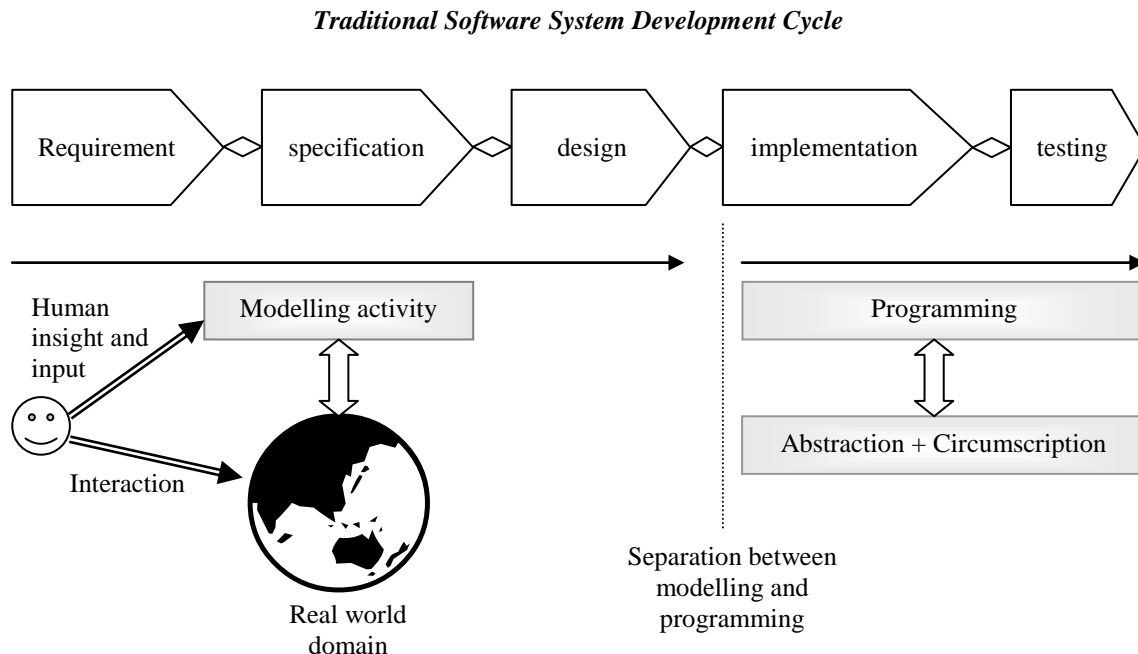 Traditional Software System Development Cycle
Requirement
specification
design
implementation
testing
Human
insight and
input
Modelling activity
Programming
Interaction
Abstraction + Circumscription
Real world
domain
Separation between
modelling and
programming